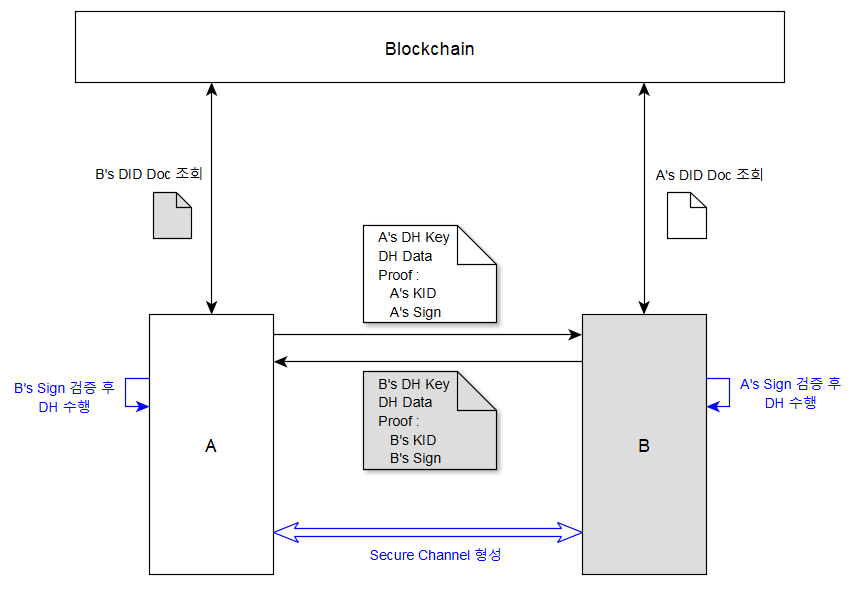 Blockchain
B's DID Doc 조회
A's DID Doc 조회
A's DH Key
DH Data
Proof :
A's KID
A's Sign
B's Sign 검증 후
DH 수행
A's Sign 검증 후
DH 수행
B's DH Key
DH Data
Proof :
B's KID
B's Sign
A
B
Secure Channel 형성